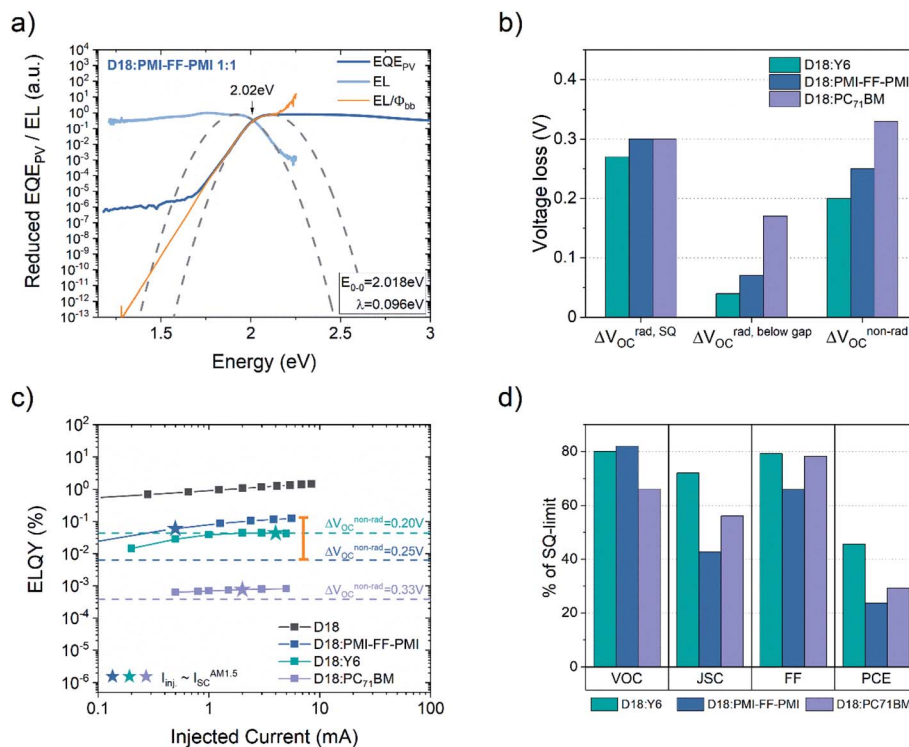 a)
D18:PMI-FF-PMI 1:1
EQE_PV
EL
EL/Φ_bb
2.02eV
Reduced EQE_PV / EL (a.u.)
10^4
10^3
10^2
10^1
10^0
10^-1
10^-2
10^-3
10^-4
10^-5
10^-6
10^-7
10^-8
10^-9
10^-10
10^-11
10^-12
10^-13
E_0-0=2.018eV
λ=0.096eV
1.5 2 2.5 3
Energy (eV)
b)
D18:Y6
D18:PMI-FF-PMI
D18:PC_71BM
Voltage loss (V)
0.4
0.3
0.2
0.1
0
ΔV_OC^rad, SQ ΔV_OC^rad, below gap ΔV_OC^non-rad
c)
ELQY (%)
10^2
10^1
10^0
10^-1
10^-2
10^-3
10^-4
10^-5
10^-6
ΔV_OC^non-rad=0.20V
ΔV_OC^non-rad=0.25V
ΔV_OC^non-rad=0.33V
D18
D18:PMI-FF-PMI
D18:Y6
D18:PC_71BM
I_inj. ~ I_SC^AM1.5
0.1 1 10 100
Injected Current (mA)
d)
% of SQ-limit
80
60
40
20
0
VOC JSC FF PCE
D18:Y6 D18:PMI-FF-PMI D18:PC71BM